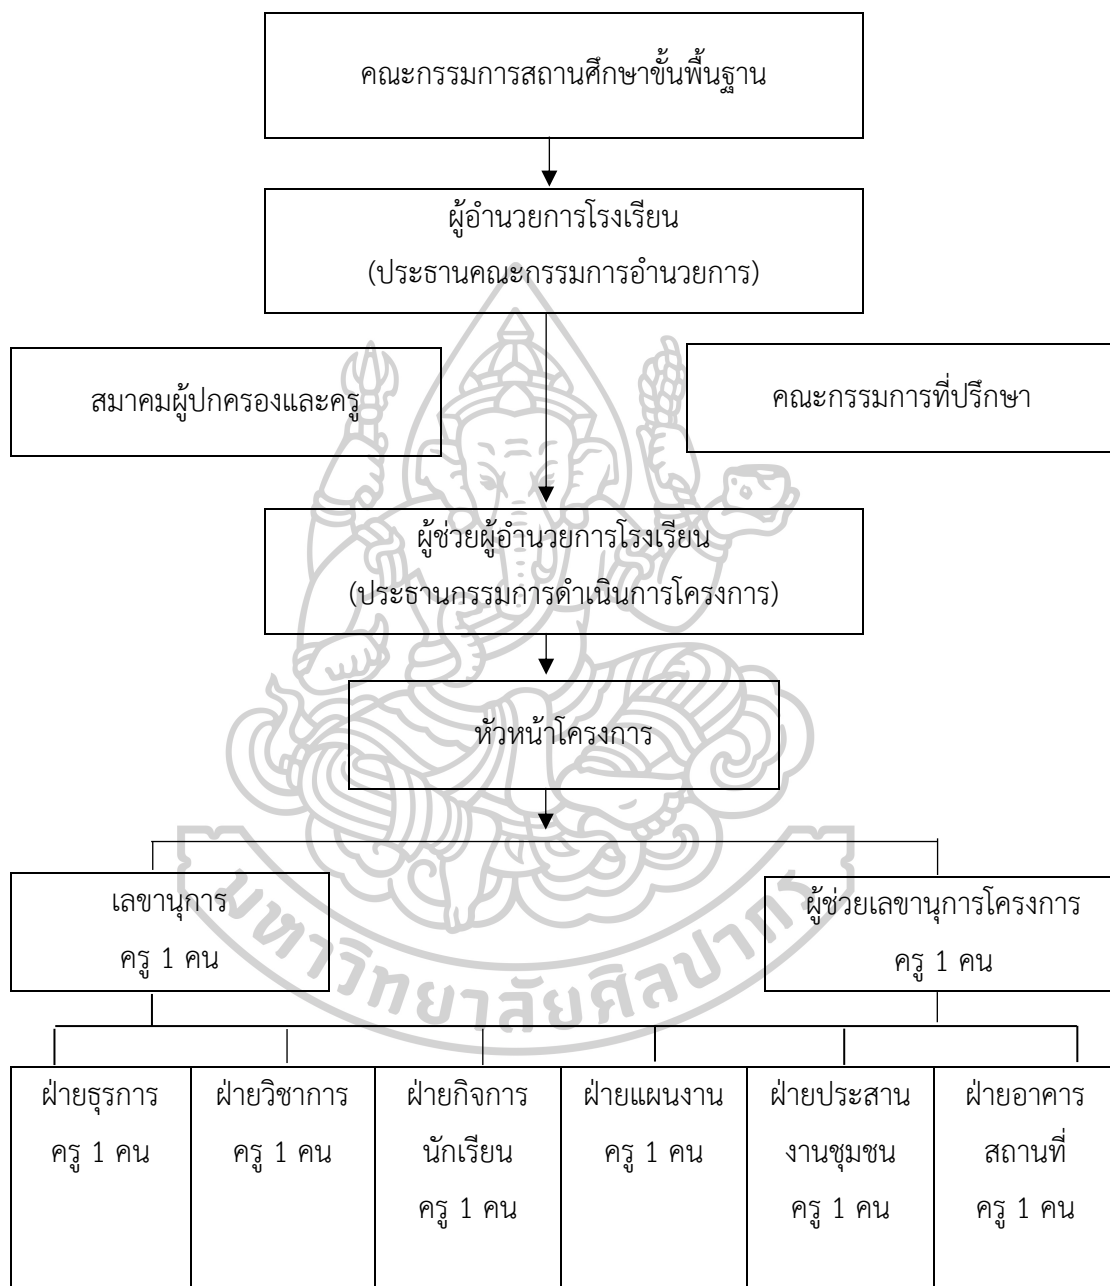 คณะกรรมการสถานศึกษาขั้นพื้นฐาน
ผู้อำนวยการโรงเรียน
(ประธานคณะกรรมการอำนวยการ)
สมาคมผู้ปกครองและครู
คณะกรรมการที่ปรึกษา
ผู้ช่วยผู้อำนวยการโรงเรียน
(ประธานกรรมการดำเนินการโครงการ)
หัวหน้าโครงการ
เลขานุการ
ครู 1 คน
ผู้ช่วยเลขานุการโครงการ
ครู 1 คน
มหาวิทยาลัยศิลปากร
ฝ่ายธุรการ
ครู 1 คน
ฝ่ายวิชาการ
ครู 1 คน
ฝ่ายกิจการ
นักเรียน
ครู 1 คน
ฝ่ายแผนงาน
ครู 1 คน
ฝ่ายประสาน
งานชุมชน
ครู 1 คน
ฝ่ายอาคาร
สถานที่
ครู 1 คน